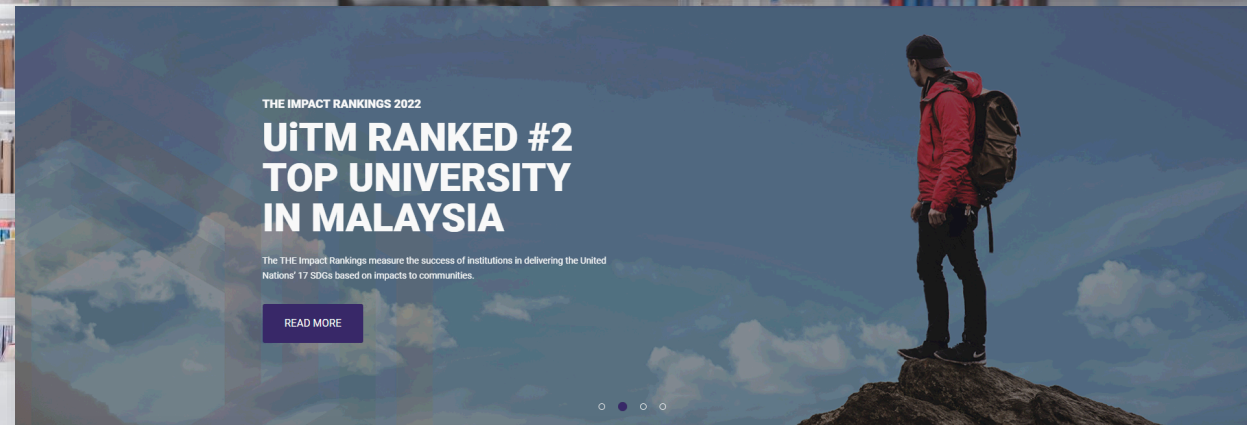 THE IMPACT RANKINGS 2022
UiTM RANKED #2
TOP UNIVERSITY
IN MALAYSIA
The THE Impact Rankings measure the success of institutions in delivering the United
Nations' 17 SDGs based on impacts to communities.
READ MORE